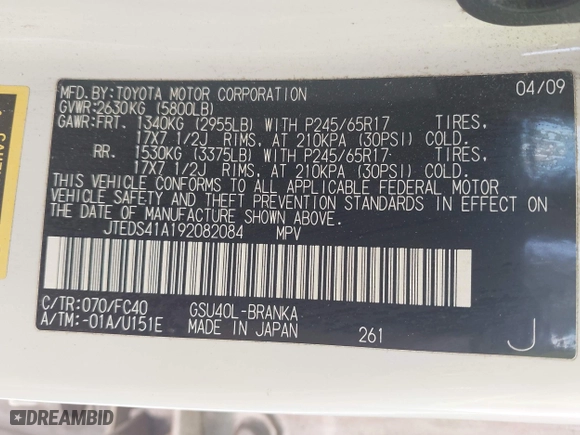 MFD.BY:TOYOTA MOTOR CORPORATION 04/09
GVWR:2630KG (5800LB)
GAWR:FRT. 1340KG (2955LB) WITH P245/65R17 TIRES,
17X7 1/2J RIMS, AT 210KPA (30PSI) COLD.
RR. 1530KG (3375LB) WITH P245/65R17 TIRES,
17X7 1/2J RIMS, AT 210KPA (30PSI) COLD.
THIS VEHICLE CONFORMS TO ALL APPLICABLE FEDERAL MOTOR
VEHICLE SAFETY AND THEFT PREVENTION STANDARDS IN EFFECT ON
THE DATE OF MANUFACTURE SHOWN ABOVE.
JTEDS41A192082084 MPV
C/TR:070/FC40 GSU40L-BRANKA
A/TM:-01A/U151E MADE IN JAPAN 261 J
DREAMBID